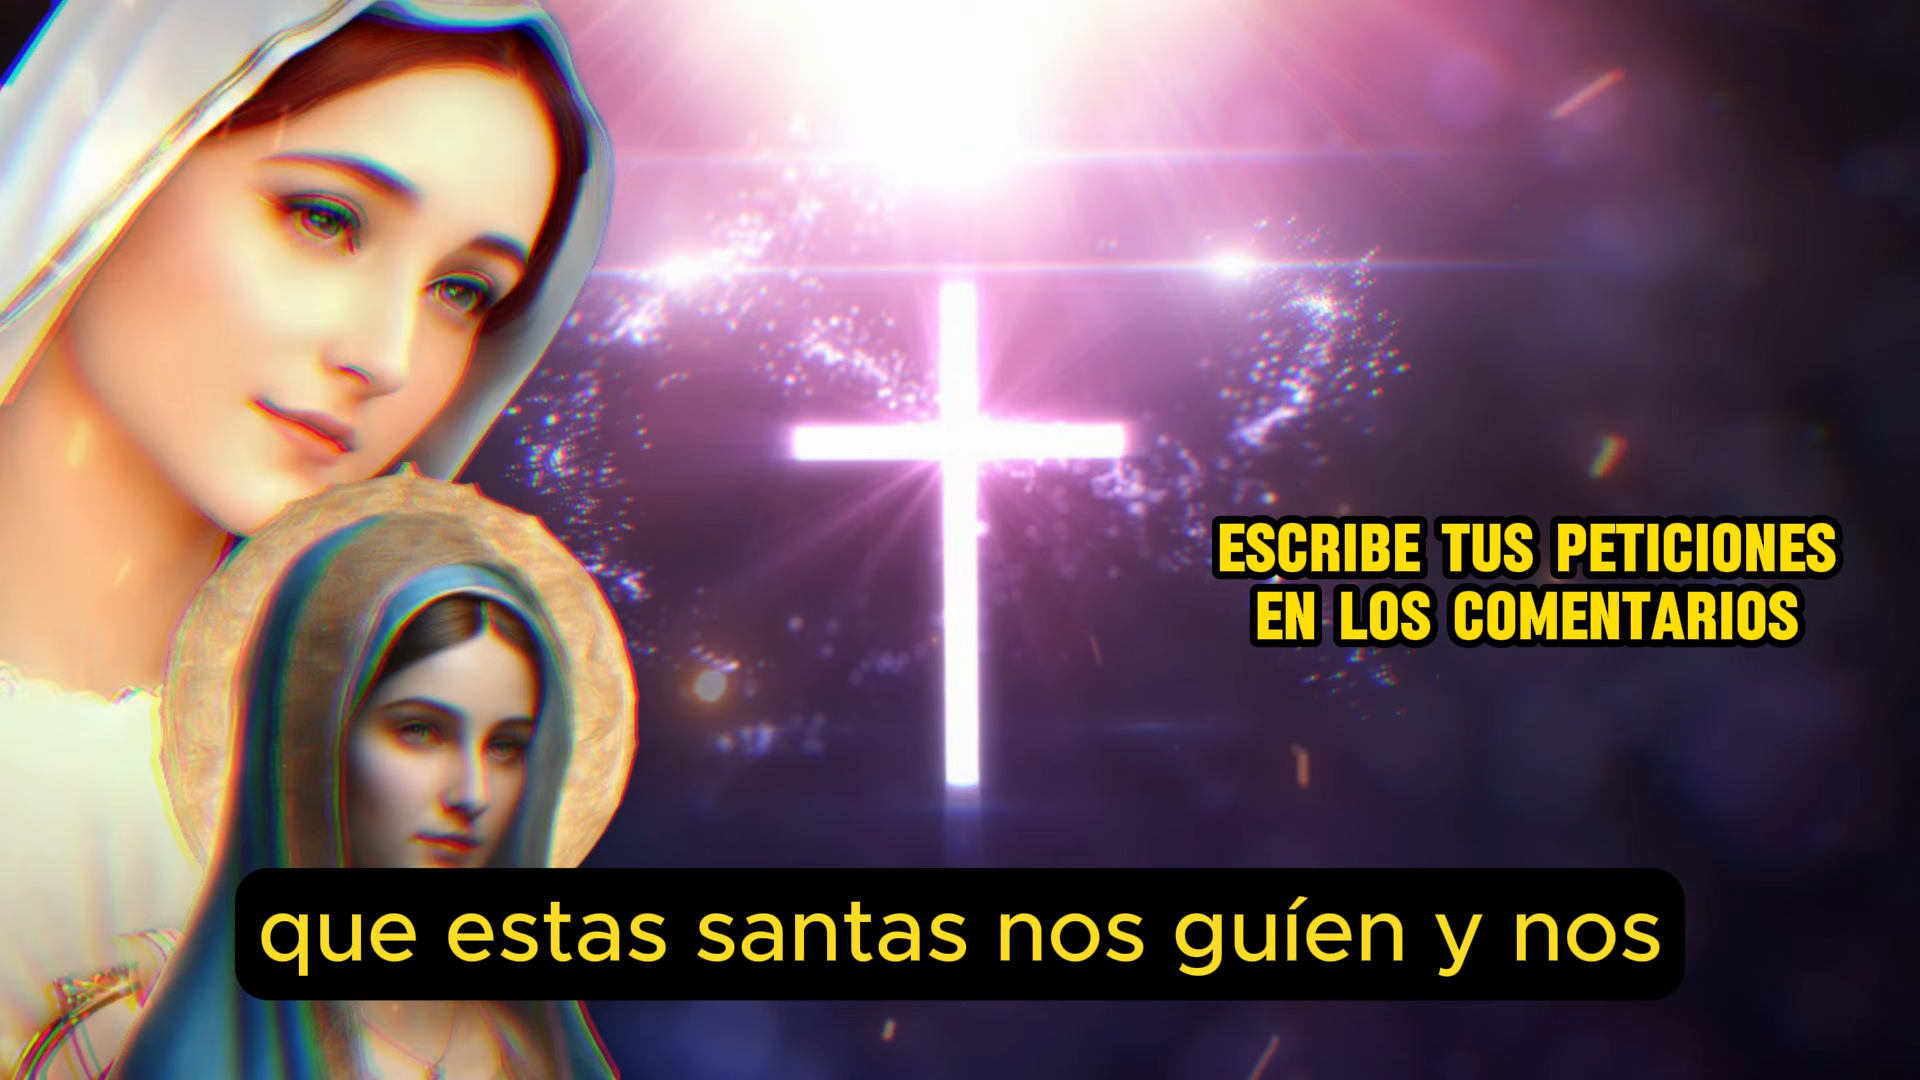 ESCRIBE TUS PETICIONES
EN LOS COMENTARIOS
que estas santas nos guíen y nos